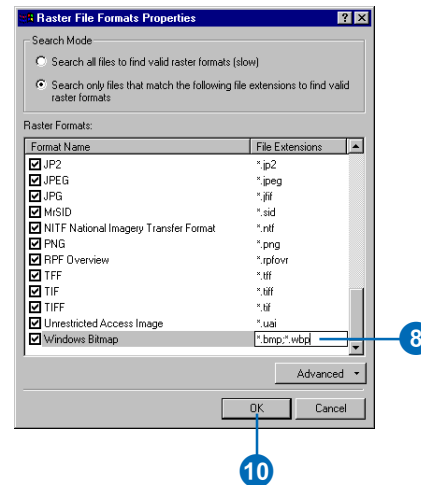 Raster File Formats Properties
Search Mode
Search all files to find valid raster formats (slow)
Search only files that match the following file extensions to find valid
raster formats
Raster Formats:
Format Name File Extensions
JP2 *.jp2
JPEG *.jpeg
JPG *.jfif
MrSID *.sid
NITF National Imagery Transfer Format *.ntf
PNG *.png
RPF Overview *.rpfovr
TFF *.tff
TIF *.tiff
TIFF *.tif
Unrestricted Access Image *.uai
Windows Bitmap *.bmp;*.wbp
8
Advanced
OK Cancel
10